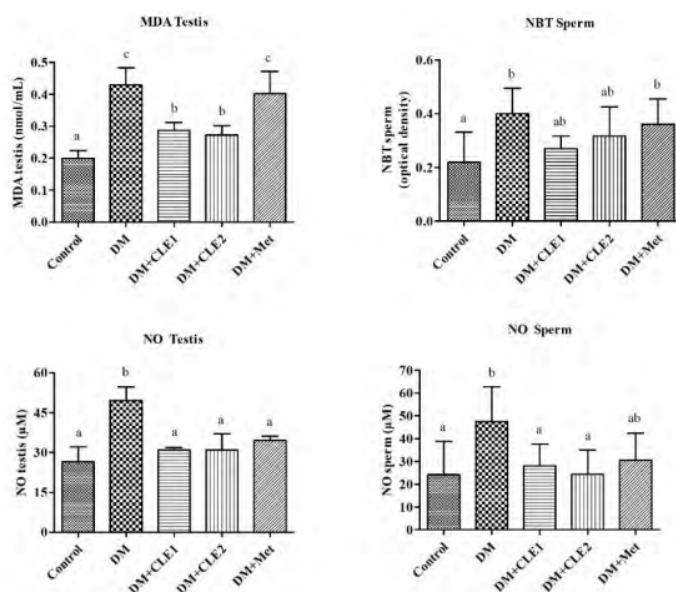 MDA Testis
MDA testis (nmol/mL)
0.5
0.4
0.3
0.2
0.1
0.0
a
c
b
b
c
Control
DM
DM+CLE1
DM+CLE2
DM+Met
NBT Sperm
NBT sperm
(optical density)
0.6
0.4
0.2
0.0
a
b
ab
ab
b
Control
DM
DM+CLE1
DM+CLE2
DM+Met
NO Testis
NO testis (µM)
60
45
30
15
0
a
b
a
a
a
Control
DM
DM+CLE1
DM+CLE2
DM+Met
NO Sperm
NO sperm (µM)
70
60
50
40
30
20
10
0
a
b
a
a
ab
Control
DM
DM+CLE1
DM+CLE2
DM+Met